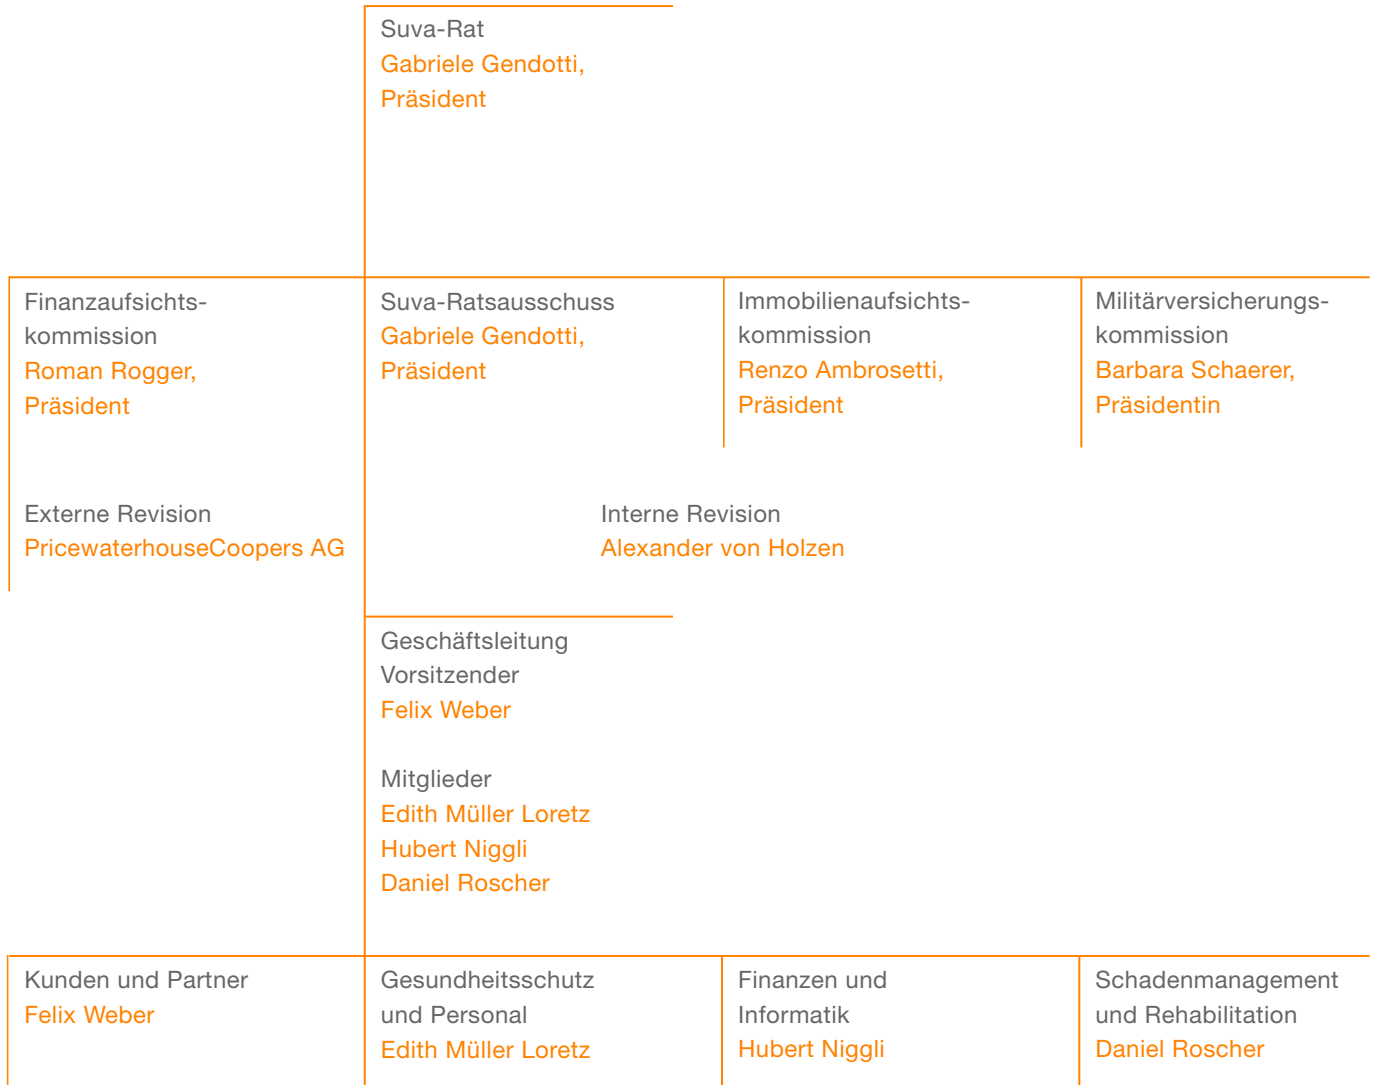 Suva-Rat
Gabriele Gendotti,
Präsident
Finanzaufsichts-
kommission
Roman Rogger,
Präsident
Suva-Ratsausschuss
Gabriele Gendotti,
Präsident
Immobilienaufsichts-
kommission
Renzo Ambrosetti,
Präsident
Militärversicherungs-
kommission
Barbara Schaerer,
Präsidentin
Externe Revision
PricewaterhouseCoopers AG
Interne Revision
Alexander von Holzen
Geschäftsleitung
Vorsitzender
Felix Weber
Mitglieder
Edith Müller Loretz
Hubert Niggli
Daniel Roscher
Kunden und Partner
Felix Weber
Gesundheitsschutz
und Personal
Edith Müller Loretz
Finanzen und
Informatik
Hubert Niggli
Schadenmanagement
und Rehabilitation
Daniel Roscher